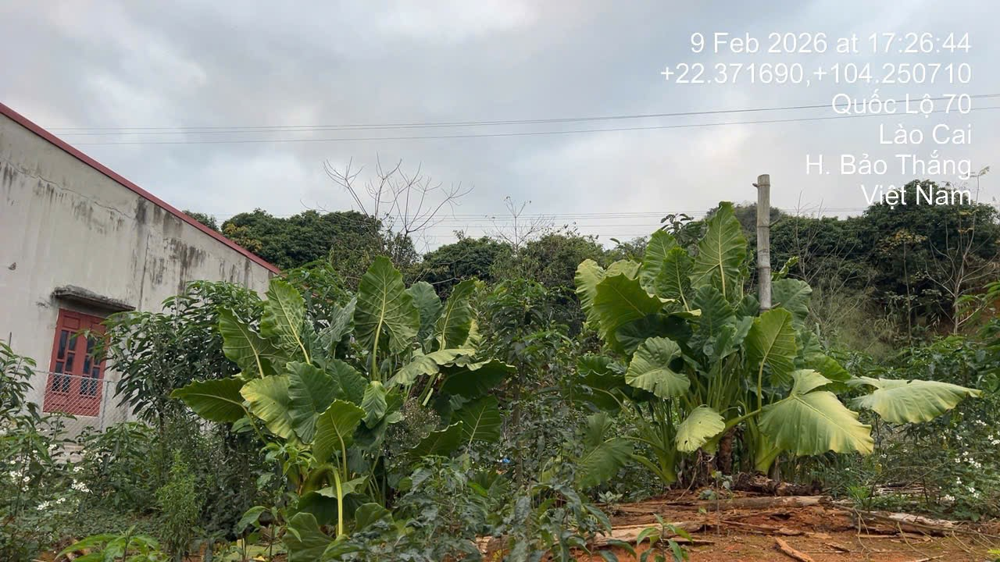 9 Feb 2026 at 17:26:44
+22.371690,+104.250710
Quốc Lộ 70
Lào Cai
H. Bảo Thắng
Việt Nam